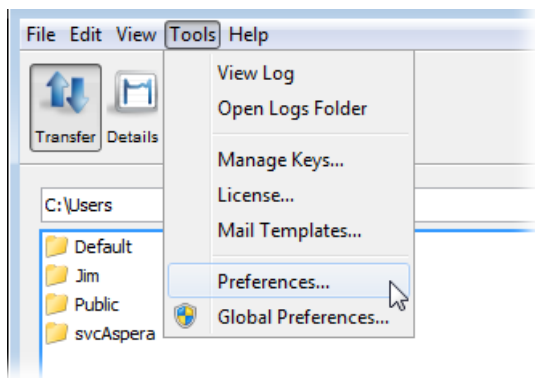 File Edit View Tools Help
View Log
Open Logs Folder
Manage Keys...
License...
Mail Templates...
Preferences...
Global Preferences...
Transfer Details
C:\Users
Default
Jim
Public
svcAspera